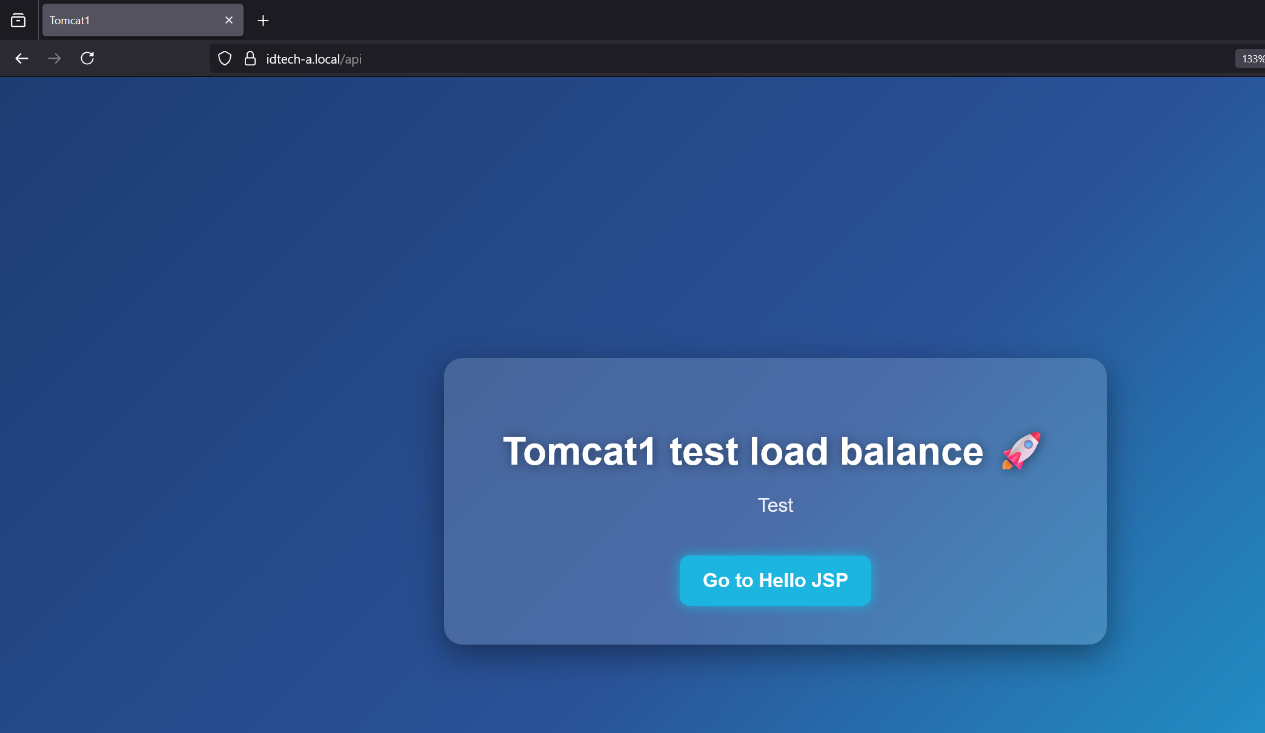 Tomcat1
idtech-a.local/api
133%
Tomcat1 test load balance 🚀
Test
Go to Hello JSP